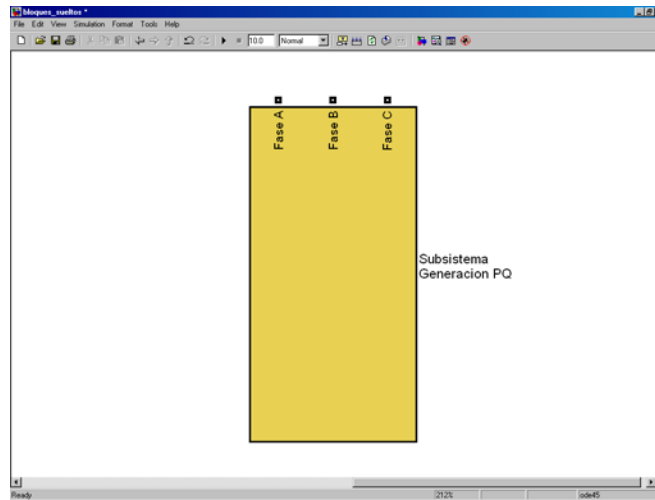 bloques_sueltos *
File Edit View Simulation Format Tools Help
10.0 Normal
Fase A Fase B Fase C
Subsistema
Generacion PQ
Ready 212% ode45